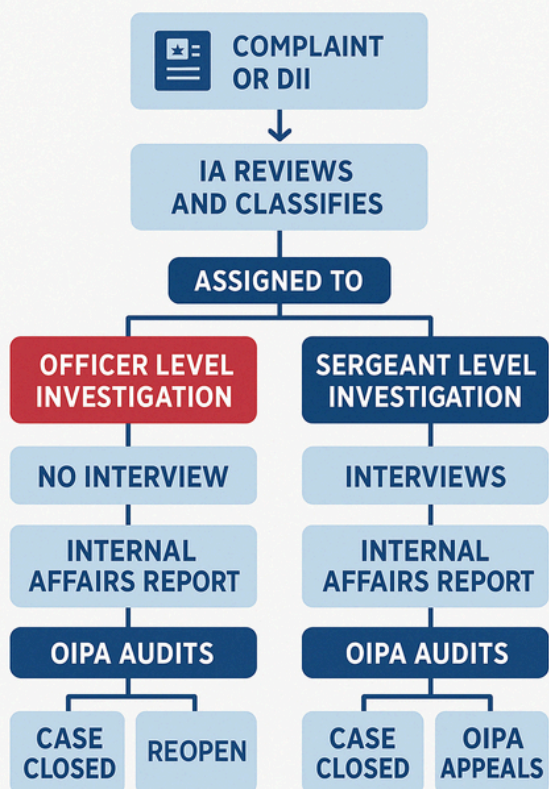 COMPLAINT
OR DII
IA REVIEWS
AND CLASSIFIES
ASSIGNED TO
OFFICER LEVEL
INVESTIGATION
SERGEANT LEVEL
INVESTIGATION
NO INTERVIEW
INTERVIEWS
INTERNAL
AFFAIRS REPORT
INTERNAL
AFFAIRS REPORT
OIPA AUDITS
OIPA AUDITS
CASE
CLOSED
REOPEN
CASE
CLOSED
OIPA
APPEALS